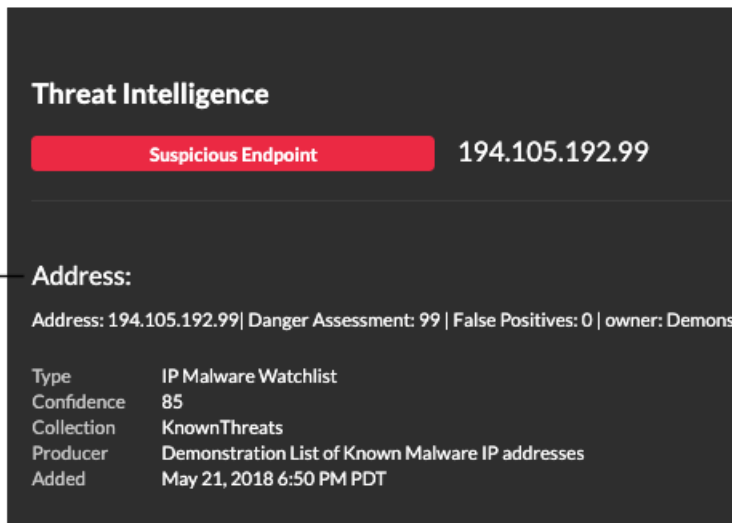 Threat Intelligence
Suspicious Endpoint 194.105.192.99
Address:
Address: 194.105.192.99| Danger Assessment: 99 | False Positives: 0 | owner: Demons
Type IP Malware Watchlist
Confidence 85
Collection KnownThreats
Producer Demonstration List of Known Malware IP addresses
Added May 21, 2018 6:50 PM PDT